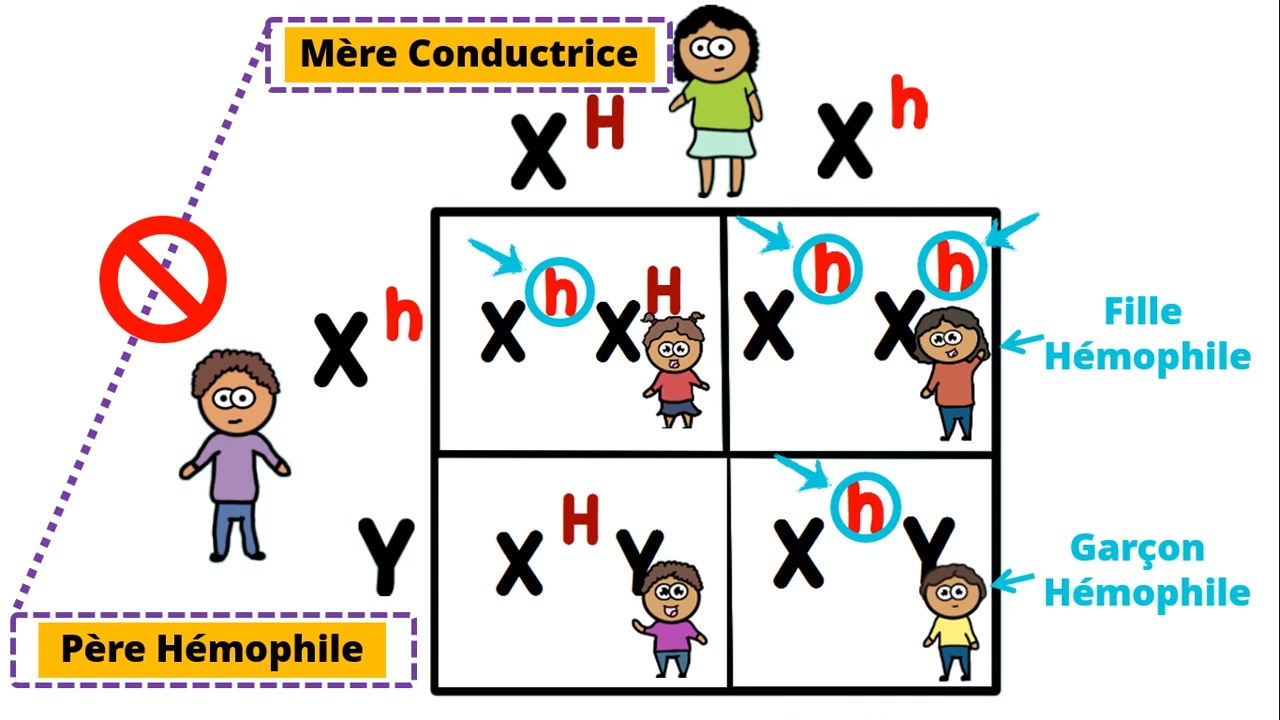 Mère Conductrice
X H X h
X h
X h X H
X h X h
Fille
Hémophile
Y
X H Y
X h Y
Garçon
Hémophile
Père Hémophile